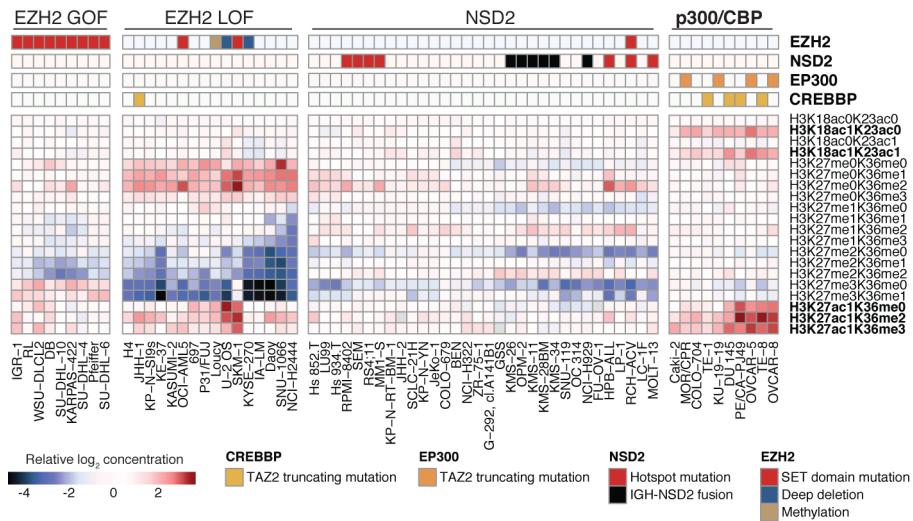 EZH2 GOF
EZH2 LOF
NSD2
p300/CBP
EZH2
NSD2
EP300
CREBBP
H3K18ac0K23ac0
H3K18ac1K23ac0
H3K18ac0K23ac1
H3K18ac1K23ac1
H3K27me0K36me0
H3K27me0K36me1
H3K27me0K36me2
H3K27me0K36me3
H3K27me1K36me0
H3K27me1K36me1
H3K27me1K36me2
H3K27me1K36me3
H3K27me2K36me0
H3K27me2K36me1
H3K27me2K36me2
H3K27me3K36me0
H3K27me3K36me1
H3K27ac1K36me0
H3K27ac1K36me2
H3K27ac1K36me3
IGR-1
RL
WSU-DLCL2
DB
SU-DHL-10
KARPAS-422
SU-DHL-4
Pfeiffer
SU-DHL-6
H4
JHH-1
KP-N-SI9s
KE-37
KASUMI-2
OCI-AML2
697
P31/FUJ
Loucy
U-2 OS
SKM-1
KYSE-270
IA-LM
Daoy
SNU-1066
NCI-H2444
Hs 852.T
LU99
Hs 934.T
RPMI-8402
SEM
RS4;11
MM1-S
KP-N-RT-BM-1
JHH-2
SCLC-21H
KP-N-YN
JeKo-1
COLO-679
BEN
NCI-H322
ZR-75-1
G-292, cl.A141B1
GSS
KMS-26
OPM-2
KMS-11
KMS-28BM
KMS-34
SNU-119
OC 314
NCI-H929
FU-OV-1
HPB-ALL
LP-1
RCH-ACV
MOLT-13
Caki-2
MOR/CPR
COLO-704
TE-1
KU-19-19
PE/CA-PJ49
OVCAR-5
TE-8
OVCAR-8
Relative log2 concentration
-4 -2 0 2
CREBBP
TAZ2 truncating mutation
EP300
TAZ2 truncating mutation
NSD2
Hotspot mutation
IGH-NSD2 fusion
EZH2
SET domain mutation
Deep deletion
Methylation